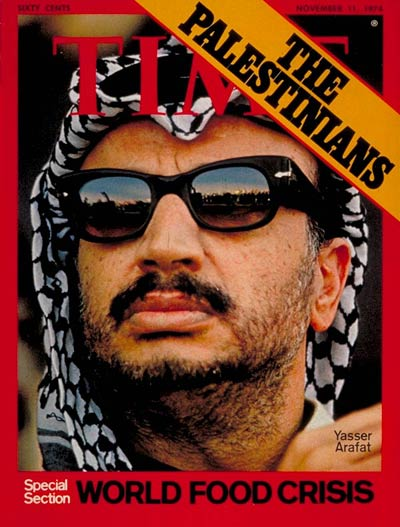 SIXTY CENTS
NOVEMBER 11, 1974
TIME
THE
PALESTINIANS
Yasser
Arafat
Special
Section
WORLD FOOD CRISIS